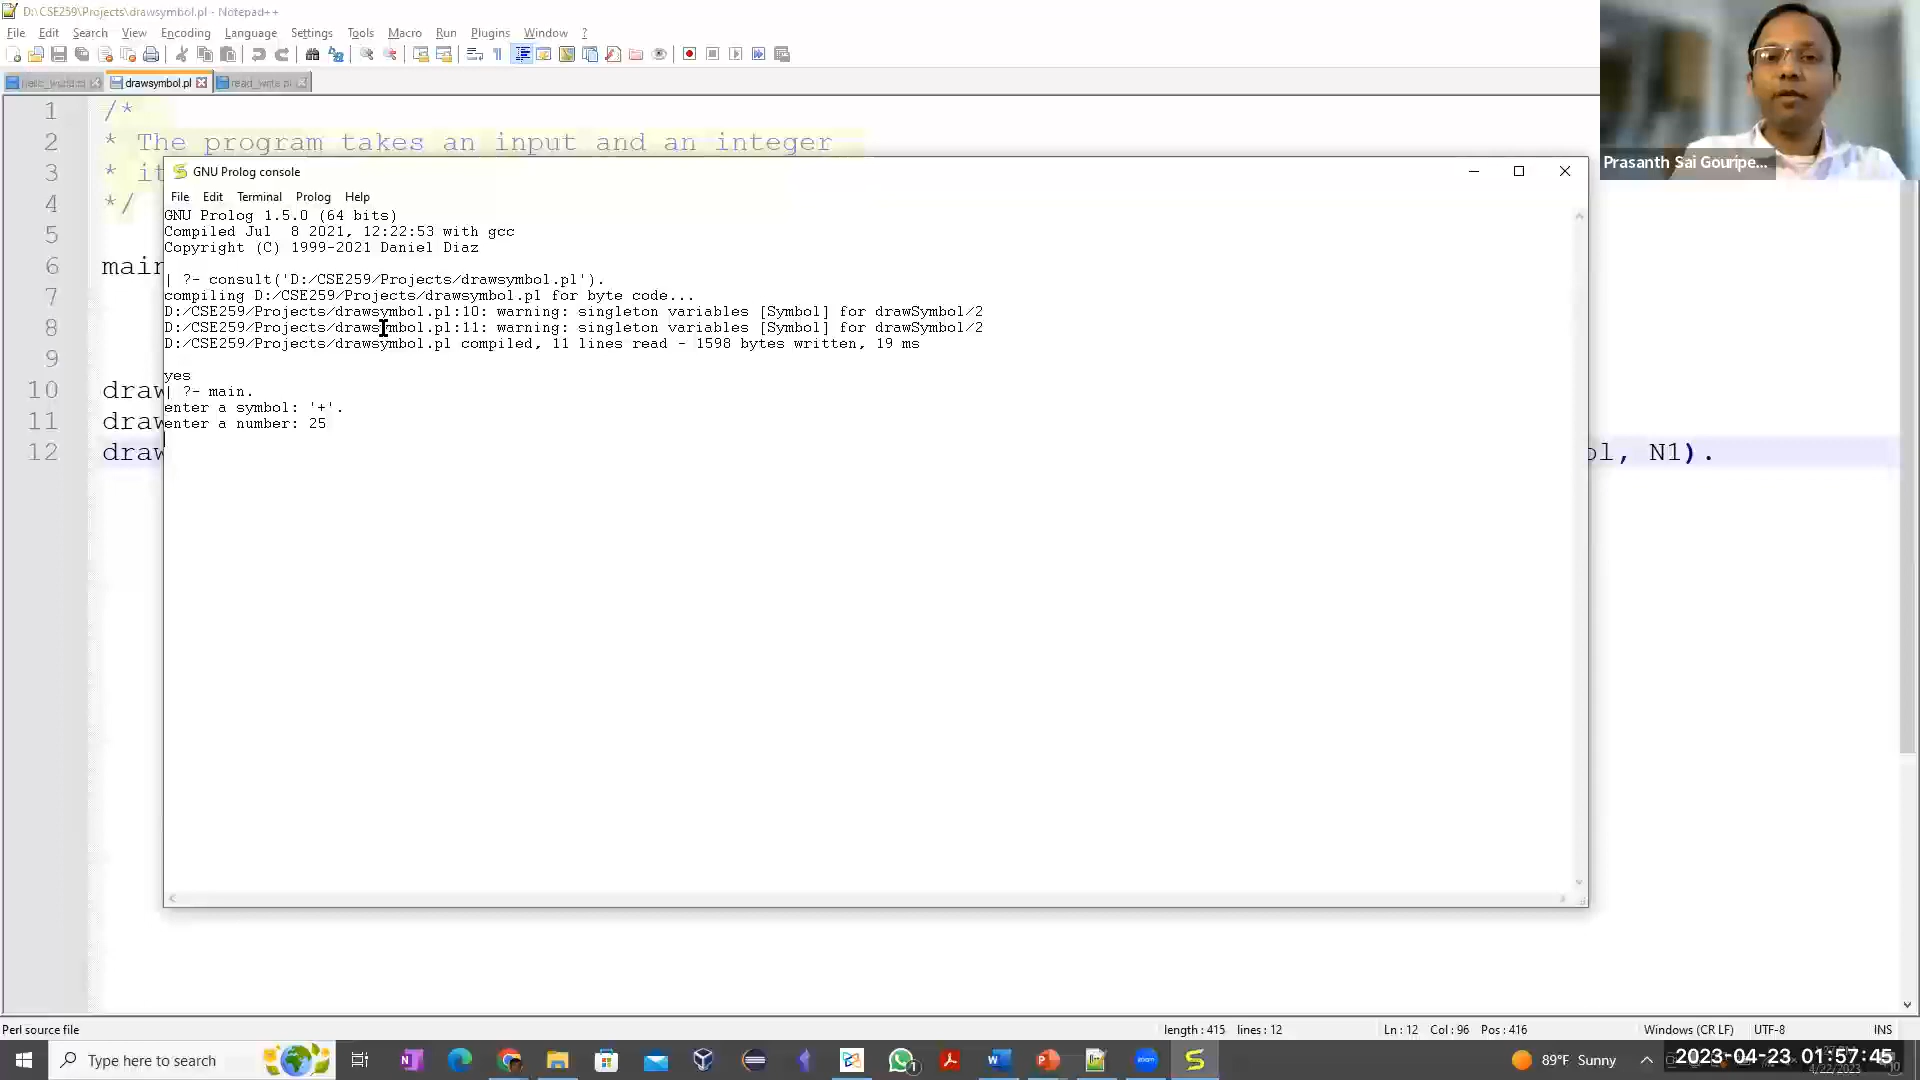 D:\CSE259\Projects\drawsymbol.pl - Notepad++
File Edit Search View Encoding Language Settings Tools Macro Run Plugins Window ?
drawsymbol.pl
1 /*
2 * The program takes an input and an integer
3 * it
4 */
5
6 main
7
8
9
10 draw
11 draw
12 draw ol, N1).
GNU Prolog console
File Edit Terminal Prolog Help
GNU Prolog 1.5.0 (64 bits)
Compiled Jul  8 2021, 12:22:53 with gcc
Copyright (C) 1999-2021 Daniel Diaz
| ?- consult('D:/CSE259/Projects/drawsymbol.pl').
compiling D:/CSE259/Projects/drawsymbol.pl for byte code...
D:/CSE259/Projects/drawsymbol.pl:10: warning: singleton variables [Symbol] for drawSymbol/2
D:/CSE259/Projects/drawsymbol.pl:11: warning: singleton variables [Symbol] for drawSymbol/2
D:/CSE259/Projects/drawsymbol.pl compiled, 11 lines read - 1598 bytes written, 19 ms
yes
| ?- main.
enter a symbol: '+'.
enter a number: 25
Prasanth Sai Gouripe...
Perl source file length : 415 lines : 12 Ln : 12 Col : 96 Pos : 416 Windows (CR LF) UTF-8 INS
Type here to search
89°F Sunny
2023-04-23 01:57:45
4/22/2023